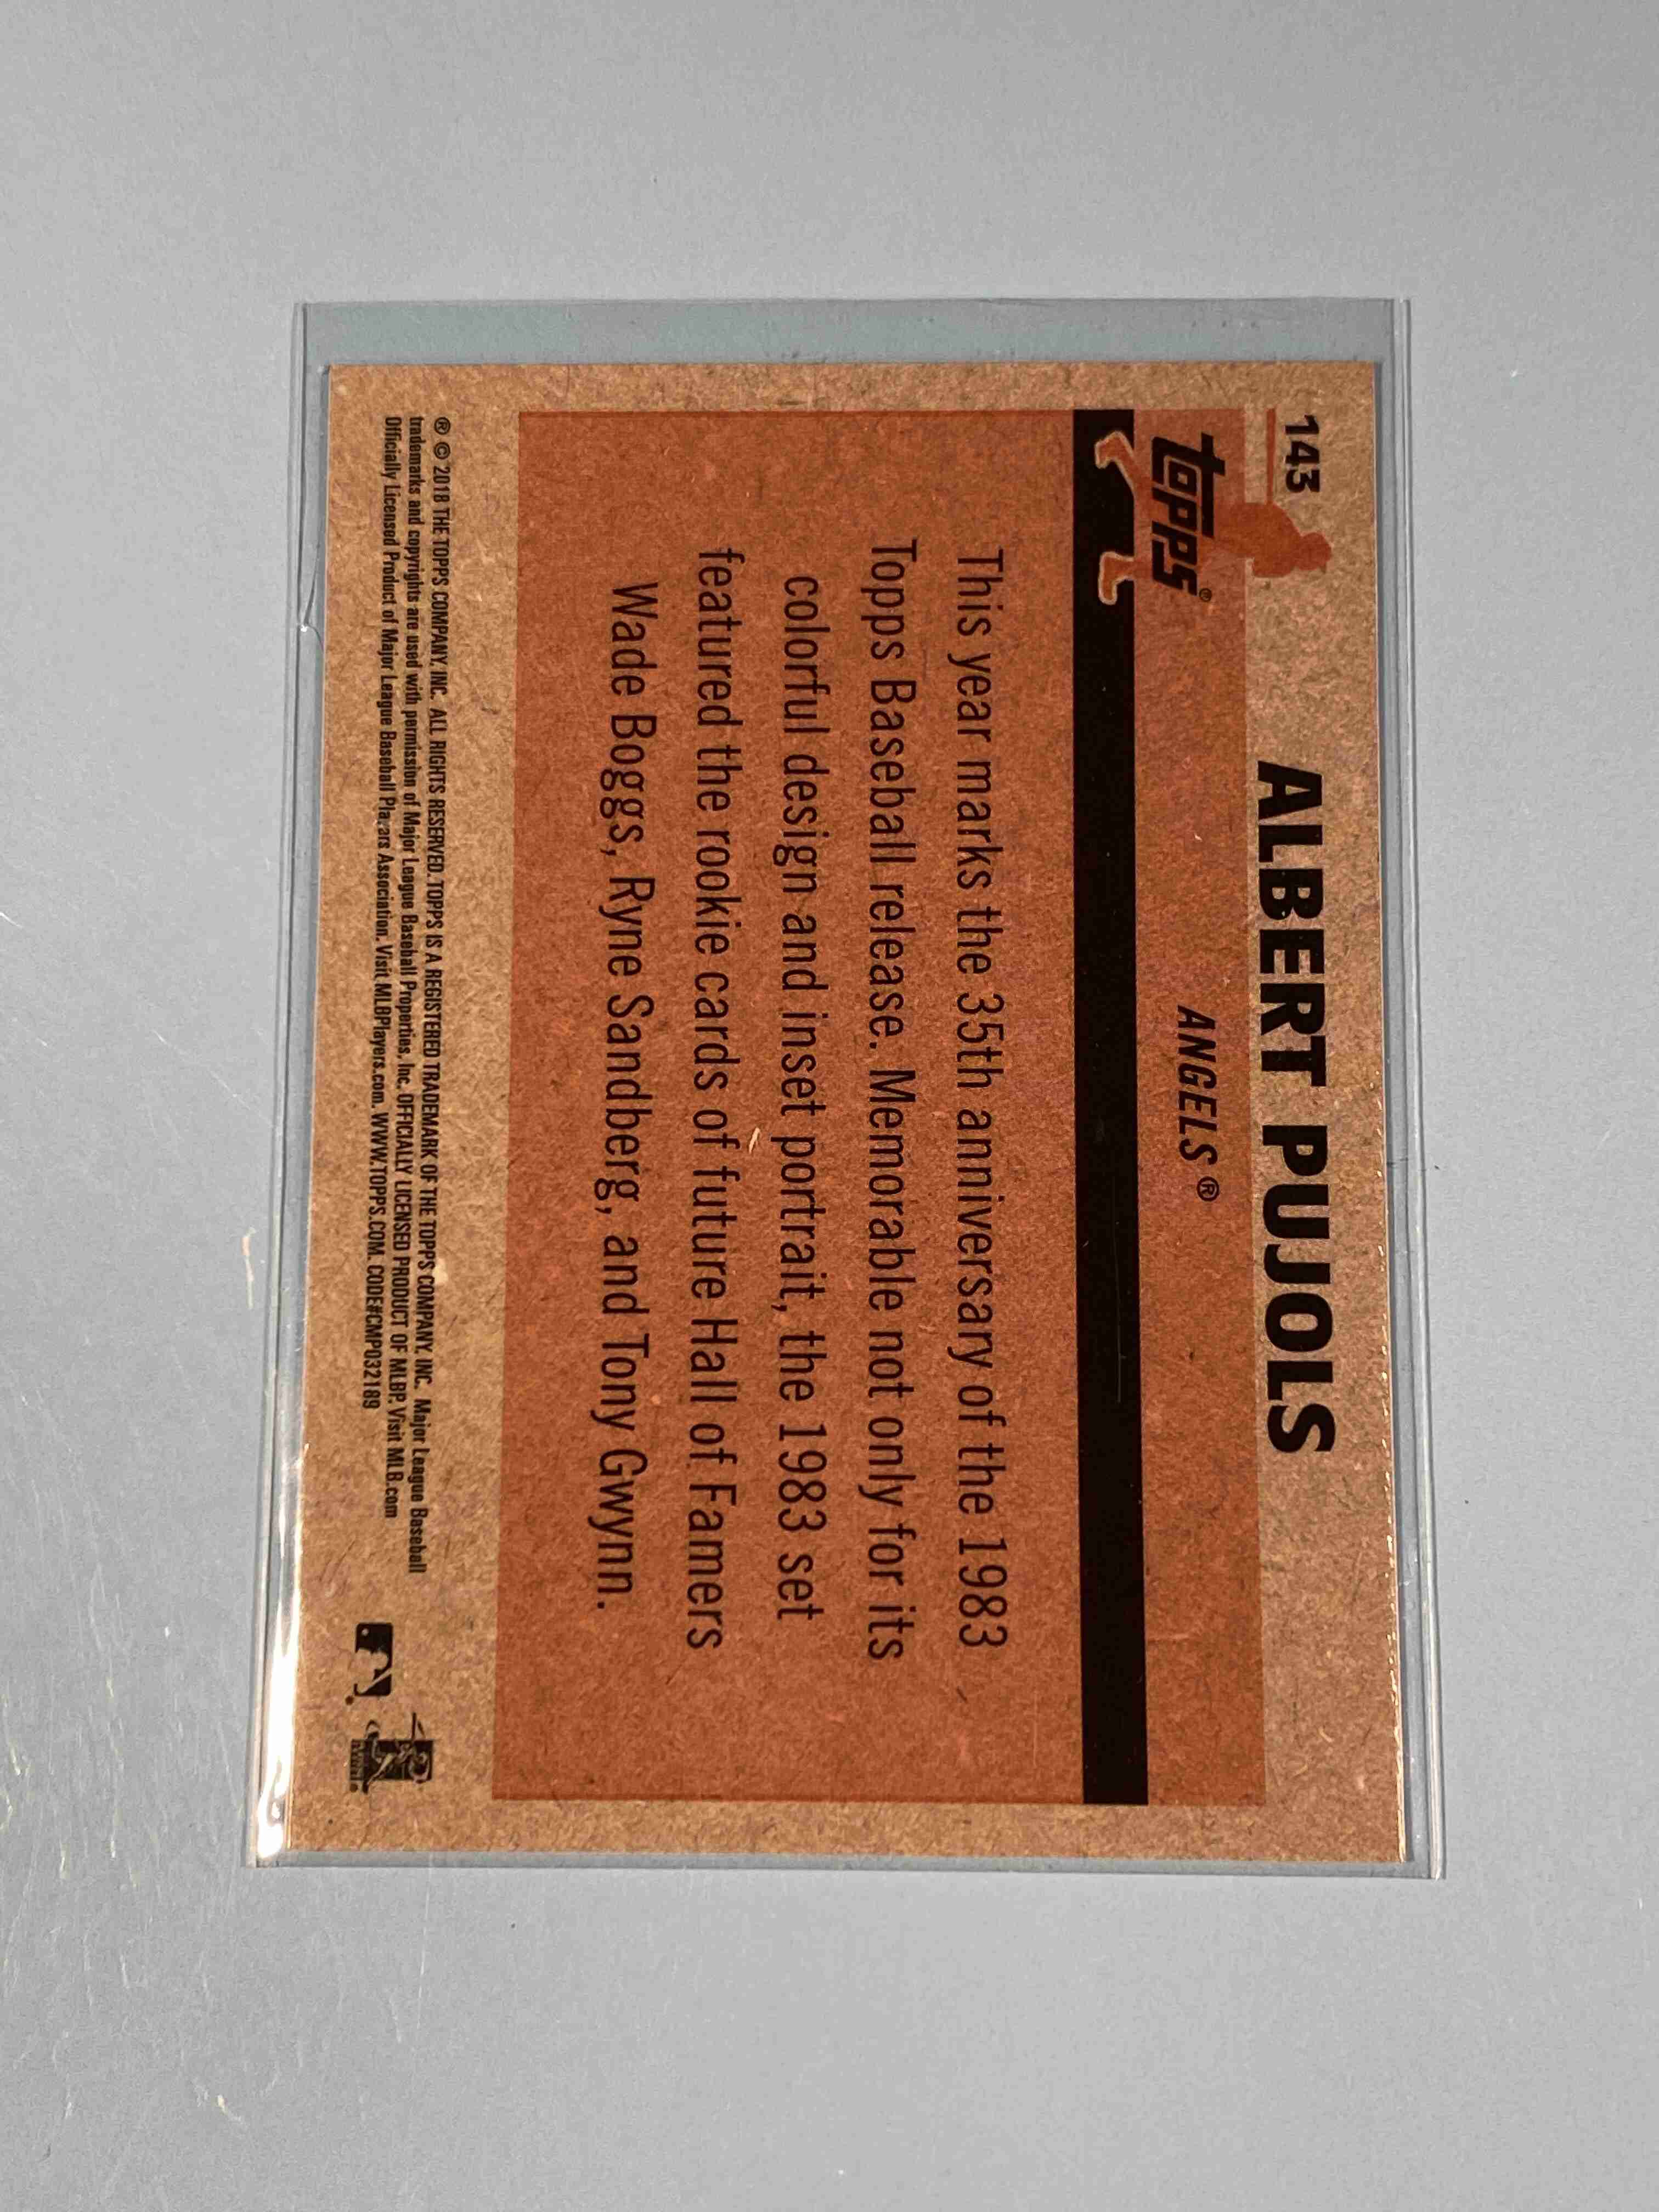 143
ALBERT PUJOLS
topps®
ANGELS®
This year marks the 35th anniversary of the 1983
Topps Baseball release. Memorable not only for its
colorful design and inset portrait, the 1983 set
featured the rookie cards of future Hall of Famers
Wade Boggs, Ryne Sandberg, and Tony Gwynn.
® © 2018 THE TOPPS COMPANY, INC. ALL RIGHTS RESERVED. TOPPS IS A REGISTERED TRADEMARK OF THE TOPPS COMPANY, INC. Major League Baseball
trademarks and copyrights are used with permission of Major League Baseball Properties, Inc. OFFICIALLY LICENSED PRODUCT OF MLBP. Visit MLB.com
Officially Licensed Product of Major League Baseball Players Association. Visit MLBPlayers.com. WWW.TOPPS.COM. CODE#CMP032189